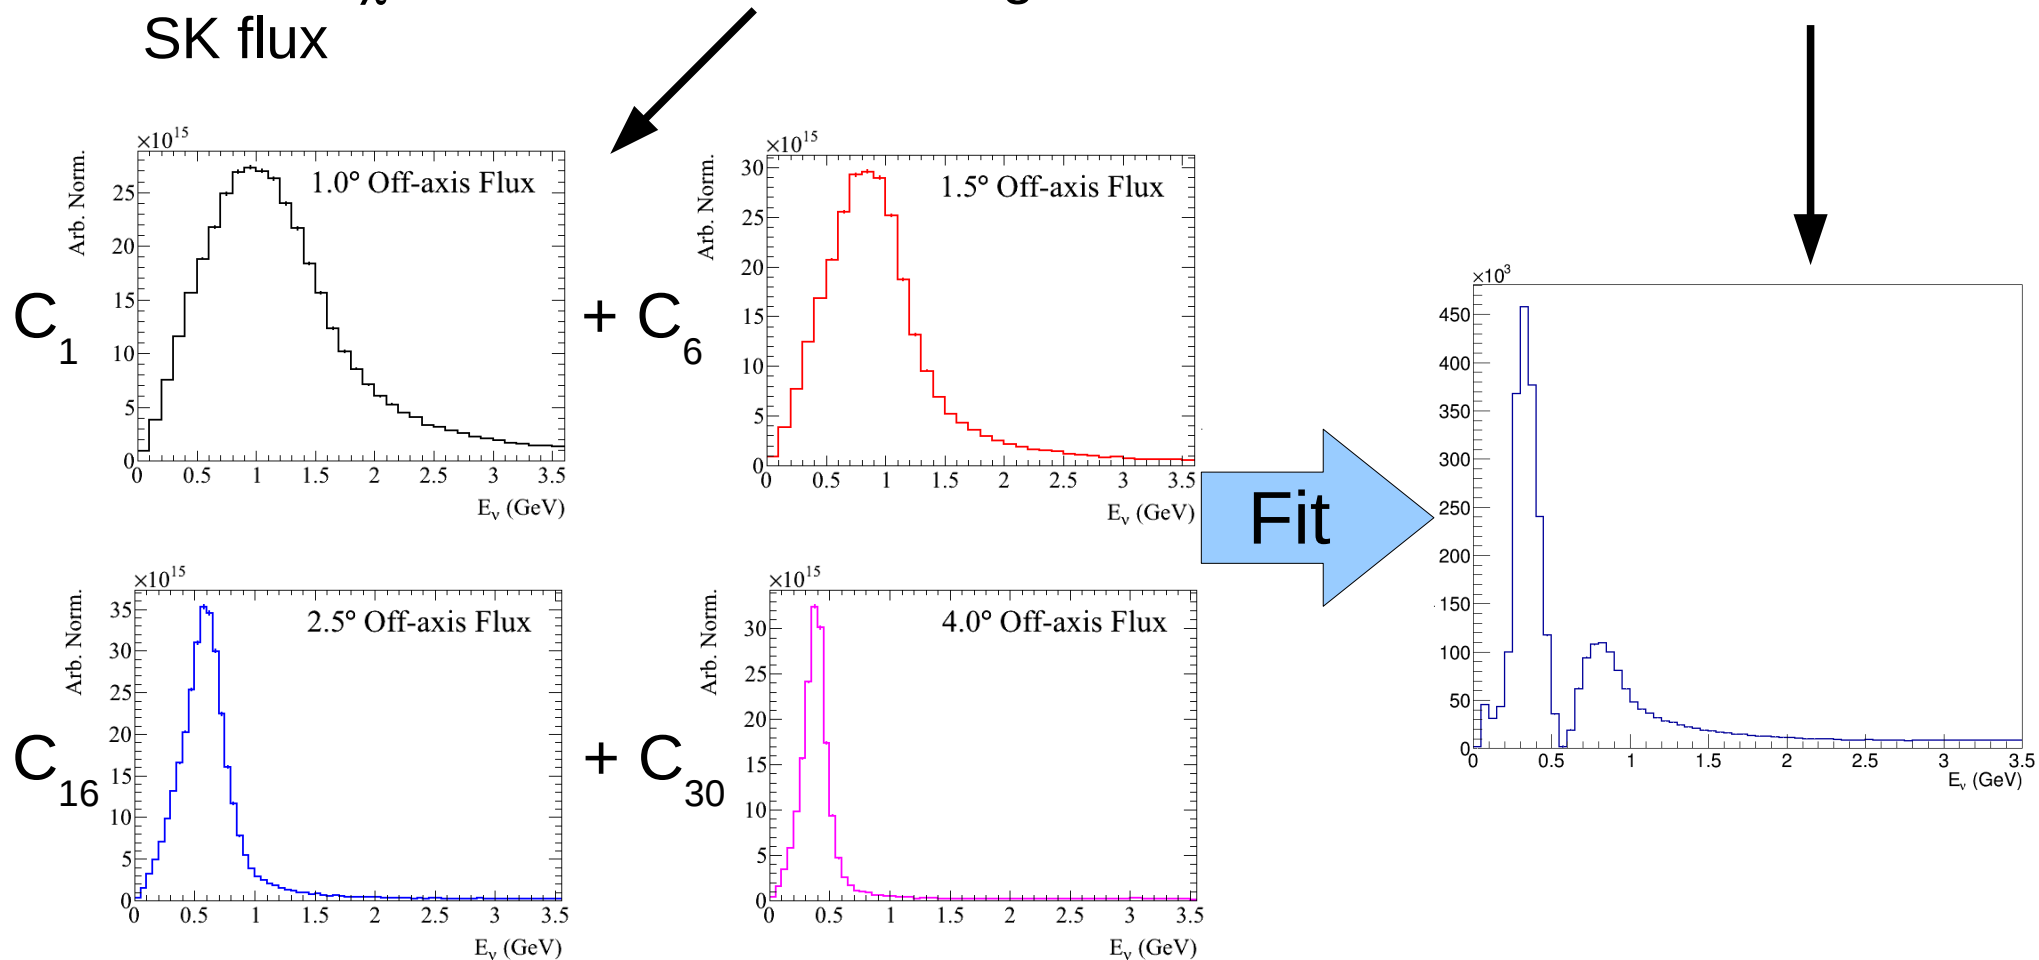 SK flux
×10¹⁵
Arb. Norm.
1.0° Off-axis Flux
25
20
15
10
5
0
0 0.5 1 1.5 2 2.5 3 3.5
Eᵥ (GeV)
C₁
×10¹⁵
Arb. Norm.
1.5° Off-axis Flux
30
25
20
15
10
5
0
0 0.5 1 1.5 2 2.5 3 3.5
Eᵥ (GeV)
+ C₆
×10¹⁵
Arb. Norm.
2.5° Off-axis Flux
35
30
25
20
15
10
5
0
0 0.5 1 1.5 2 2.5 3 3.5
Eᵥ (GeV)
C₁₆
×10¹⁵
Arb. Norm.
4.0° Off-axis Flux
30
25
20
15
10
5
0
0 0.5 1 1.5 2 2.5 3 3.5
Eᵥ (GeV)
+ C₃₀
Fit
×10³
450
400
350
300
250
200
150
100
50
0
0 0.5 1 1.5 2 2.5 3 3.5
Eᵥ (GeV)